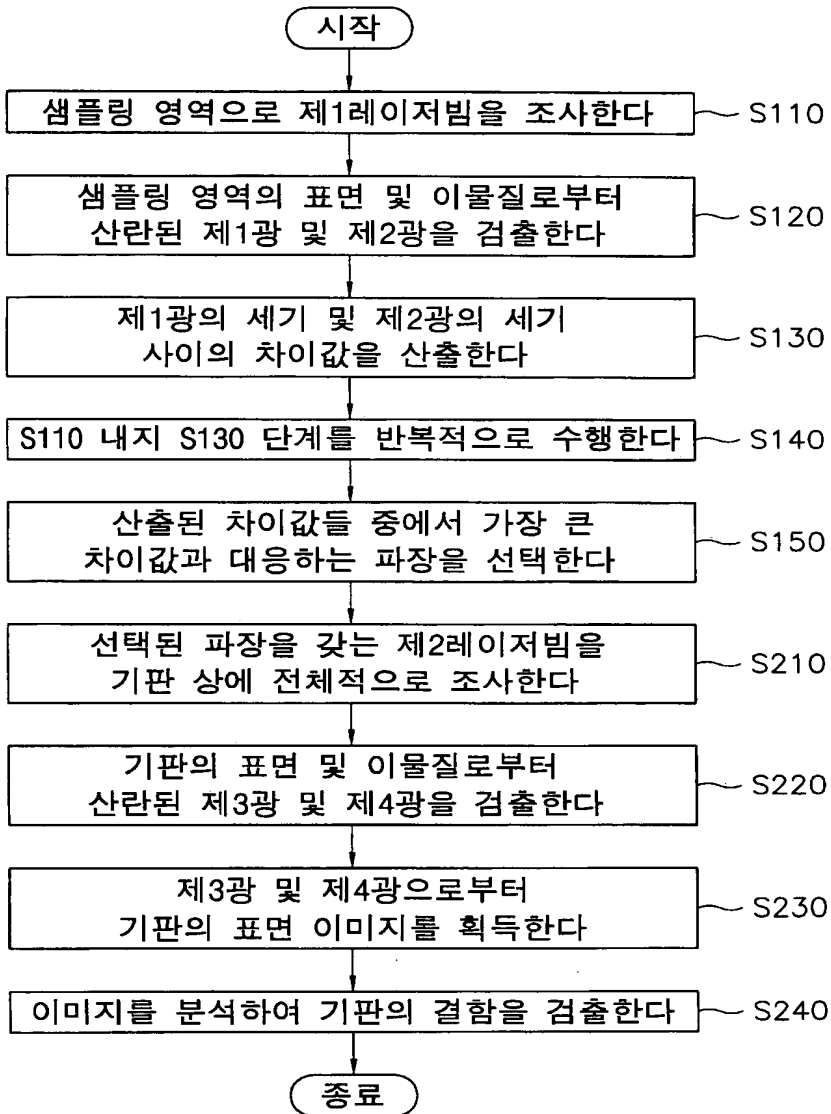 시작
샘플링 영역으로 제1레이저빔을 조사한다
S110
샘플링 영역의 표면 및 이물질로부터
산란된 제1광 및 제2광을 검출한다
S120
제1광의 세기 및 제2광의 세기
사이의 차이값을 산출한다
S130
S110 내지 S130 단계를 반복적으로 수행한다
S140
산출된 차이값들 중에서 가장 큰
차이값과 대응하는 파장을 선택한다
S150
선택된 파장을 갖는 제2레이저빔을
기판 상에 전체적으로 조사한다
S210
기판의 표면 및 이물질로부터
산란된 제3광 및 제4광을 검출한다
S220
제3광 및 제4광으로부터
기판의 표면 이미지를 획득한다
S230
이미지를 분석하여 기판의 결함을 검출한다
S240
종료